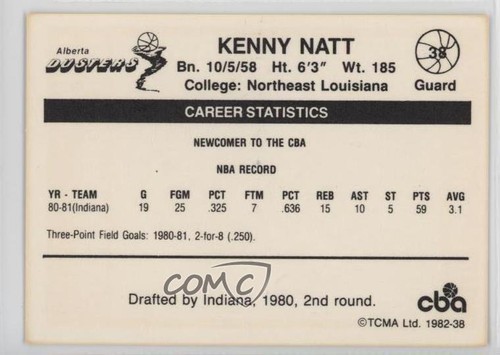 Alberta
DUSTERS
KENNY NATT
Bn. 10/5/58 Ht. 6'3" Wt. 185
College: Northeast Louisiana
38
Guard
CAREER STATISTICS
NEWCOMER TO THE CBA
NBA RECORD
YR - TEAM G FGM PCT FTM PCT REB AST ST PTS AVG
80-81(Indiana) 19 25 .325 7 .636 15 10 5 59 3.1
Three-Point Field Goals: 1980-81, 2-for-8 (.250).
COMC
Drafted by Indiana, 1980, 2nd round.
cba
©TCMA Ltd. 1982-38